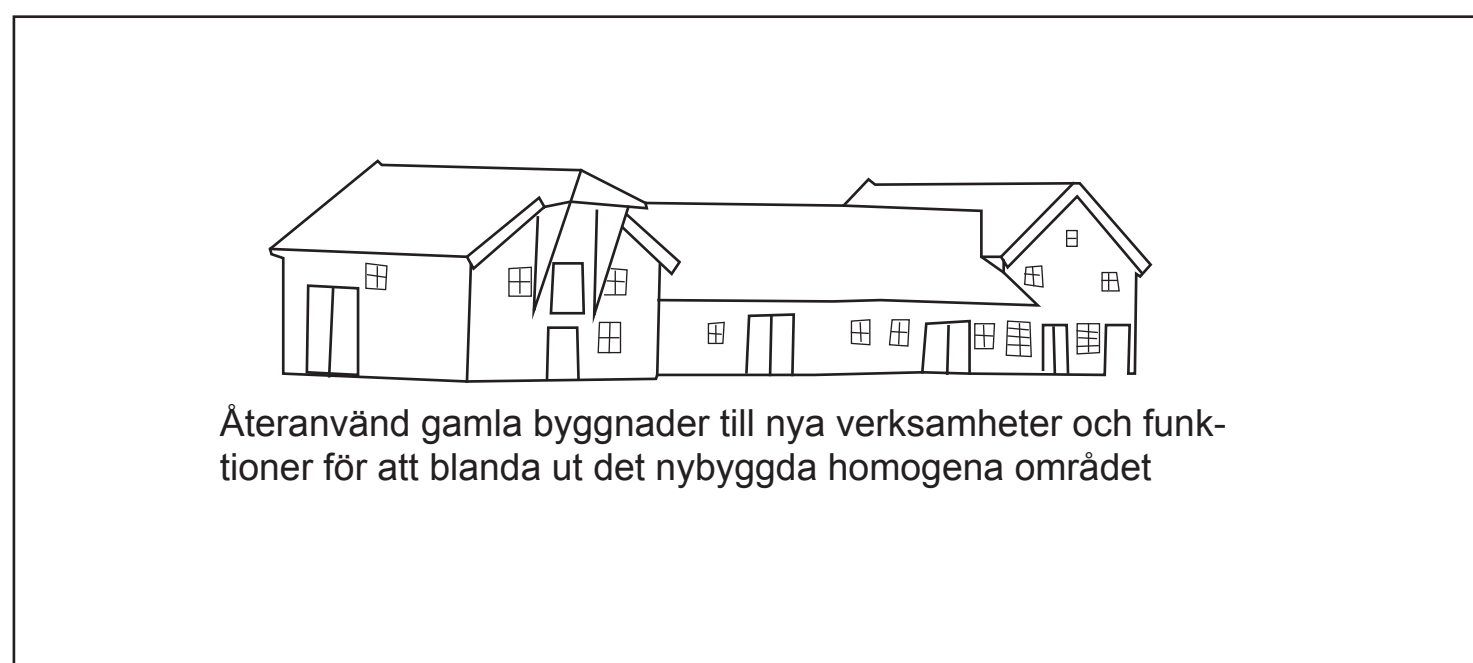 Återanvänd gamla byggnader till nya verksamheter och funk-
tioner för att blanda ut det nybyggda homogena området